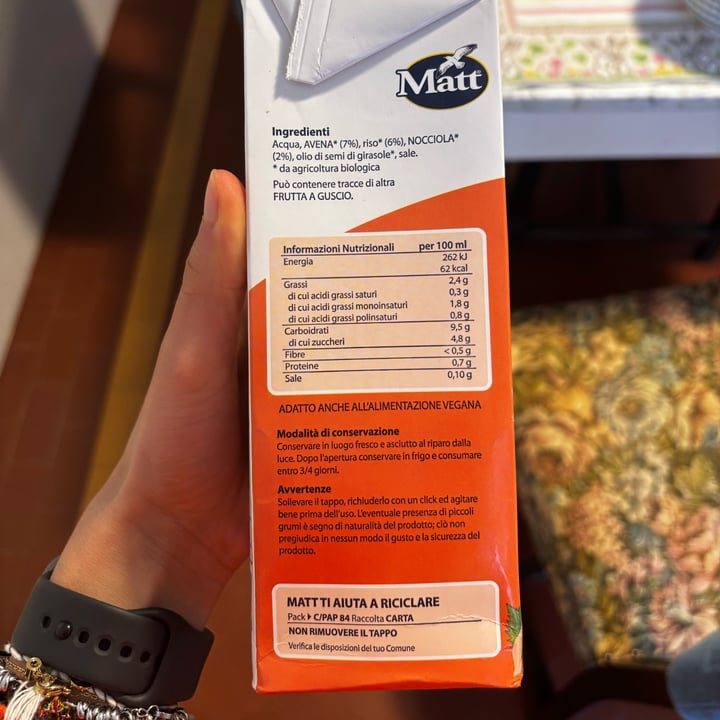 Matt
Ingredienti
Acqua, AVENA* (7%), riso* (6%), NOCCIOLA*
(2%), olio di semi di girasole*, sale.
* da agricoltura biologica
Può contenere tracce di altra
FRUTTA A GUSCIO.
Informazioni Nutrizionali per 100 ml
Energia 262 kJ
62 kcal
Grassi 2,4 g
di cui acidi grassi saturi 0,3 g
di cui acidi grassi monoinsaturi 1,8 g
di cui acidi grassi polinsaturi 0,8 g
Carboidrati 9,5 g
di cui zuccheri 4,8 g
Fibre < 0,5 g
Proteine 0,7 g
Sale 0,10 g
ADATTO ANCHE ALL'ALIMENTAZIONE VEGANA
Modalità di conservazione
Conservare in luogo fresco e asciutto al riparo dalla
luce. Dopo l'apertura conservare in frigo e consumare
entro 3/4 giorni.
Avvertenze
Sollevare il tappo, richiuderlo con un click ed agitare
bene prima dell'uso. L'eventuale presenza di piccoli
grumi è segno di naturalità del prodotto; ciò non
pregiudica in nessun modo il gusto e la sicurezza del
prodotto.
MATT TI AIUTA A RICICLARE
Pack C/PAP 84 Raccolta CARTA
NON RIMUOVERE IL TAPPO
Verifica le disposizioni del tuo Comune